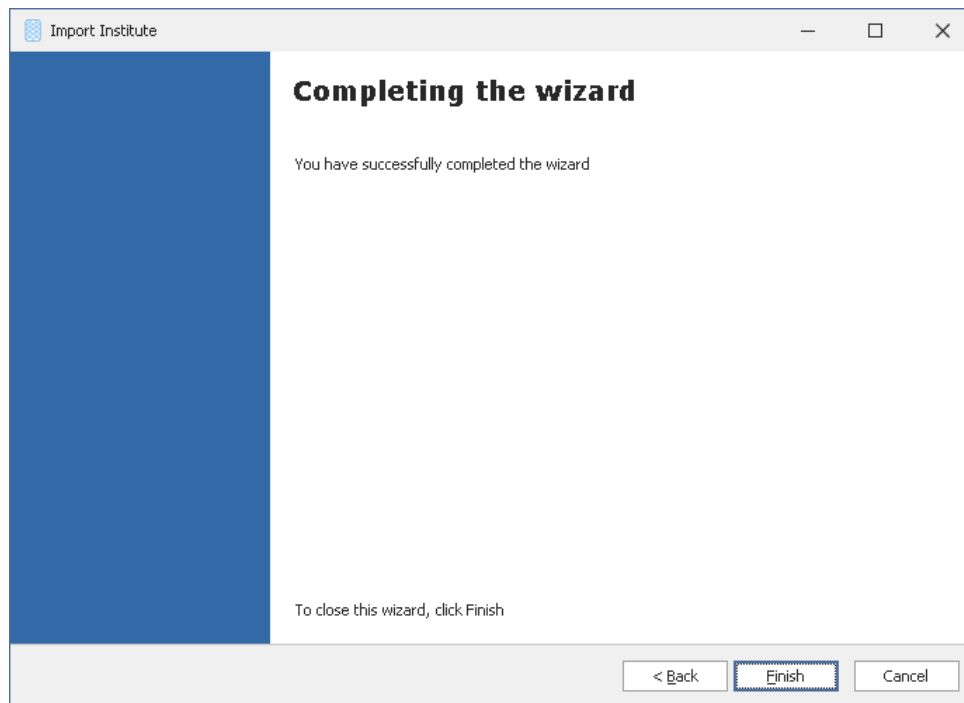 Import Institute
Completing the wizard
You have successfully completed the wizard
To close this wizard, click Finish
< Back
Finish
Cancel